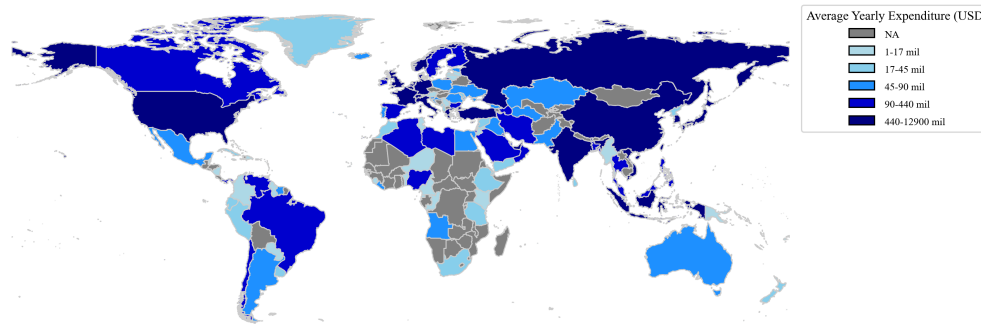 Average Yearly Expenditure (USD
NA
1-17 mil
17-45 mil
45-90 mil
90-440 mil
440-12900 mil